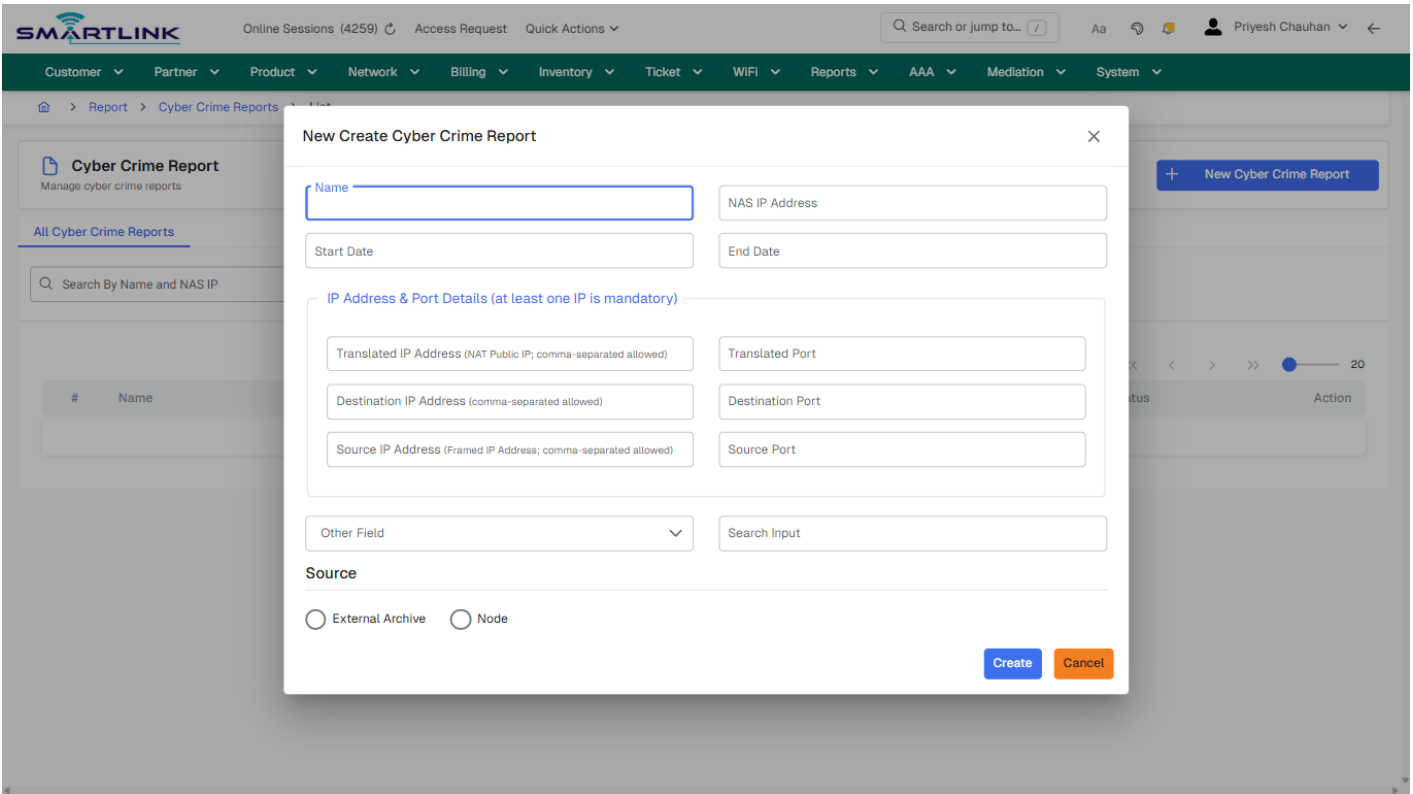 SMARTLINK
Online Sessions (4259) Access Request Quick Actions
Search or jump to... /
Aa
Priyesh Chauhan
Customer Partner Product Network Billing Inventory Ticket WiFi Reports AAA Mediation System
> Report > Cyber Crime Reports > List
Cyber Crime Report
Manage cyber crime reports
+ New Cyber Crime Report
All Cyber Crime Reports
Search By Name and NAS IP
20
# Name
Action
New Create Cyber Crime Report
Name
NAS IP Address
Start Date
End Date
IP Address & Port Details (at least one IP is mandatory)
Translated IP Address (NAT Public IP; comma-separated allowed)
Translated Port
Destination IP Address (comma-separated allowed)
Destination Port
Source IP Address (Framed IP Address; comma-separated allowed)
Source Port
Other Field
Search Input
Source
External Archive
Node
Create
Cancel